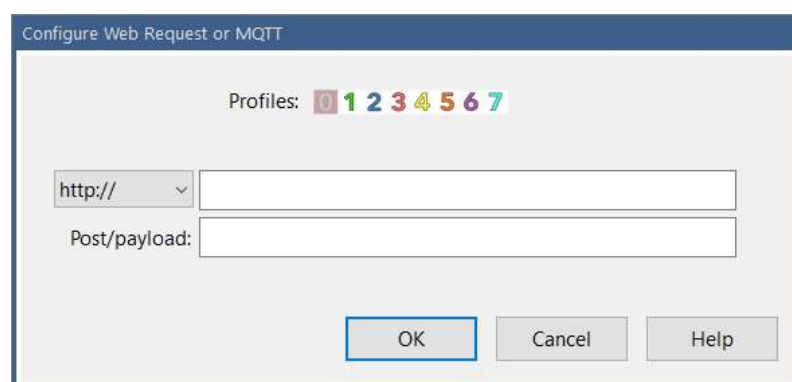 Configure Web Request or MQTT
Profiles: 0 1 2 3 4 5 6 7
http://
Post/payload:
OK Cancel Help